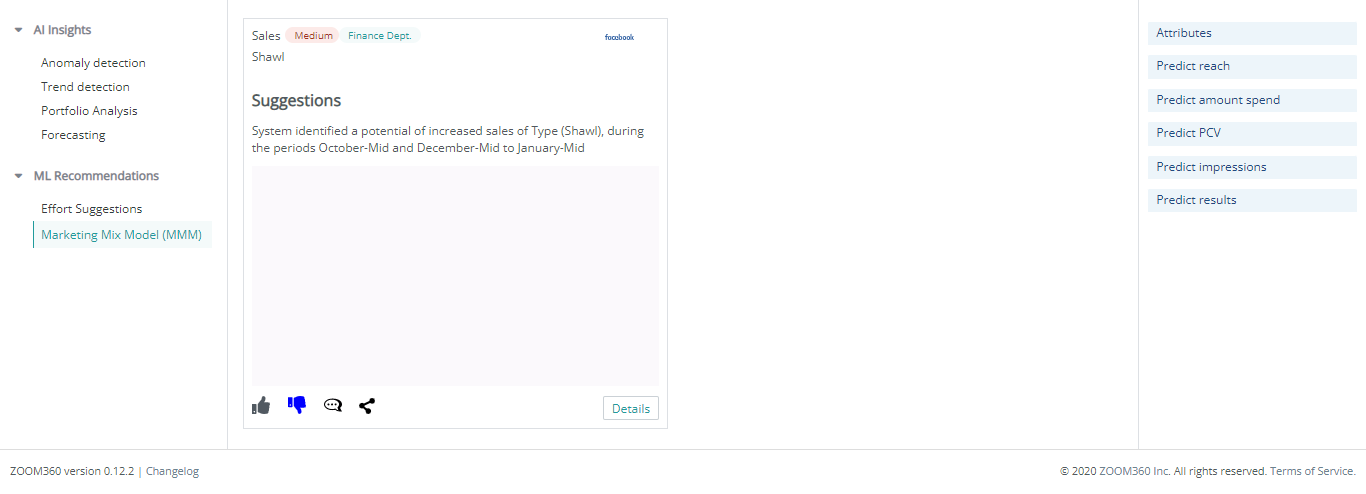 AI Insights
Anomaly detection
Trend detection
Portfolio Analysis
Forecasting
ML Recommendations
Effort Suggestions
Marketing Mix Model (MMM)
Sales Medium Finance Dept. facebook
Shawl
Suggestions
System identified a potential of increased sales of Type (Shawl), during
the periods October-Mid and December-Mid to January-Mid
Details
Attributes
Predict reach
Predict amount spend
Predict PCV
Predict impressions
Predict results
ZOOM360 version 0.12.2 | Changelog
© 2020 ZOOM360 Inc. All rights reserved. Terms of Service.